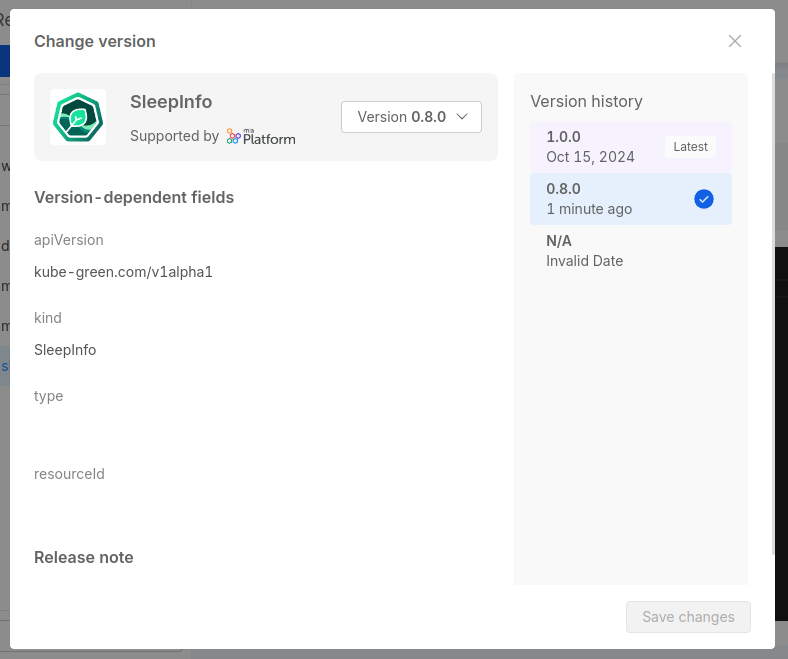 Re
Change version
SleepInfo
Supported by mia Platform
Version 0.8.0
Version-dependent fields
apiVersion
kube-green.com/v1alpha1
kind
SleepInfo
type
resourceId
Release note
Version history
1.0.0
Oct 15, 2024
Latest
0.8.0
1 minute ago
N/A
Invalid Date
Save changes
w
m
d
m
m
s